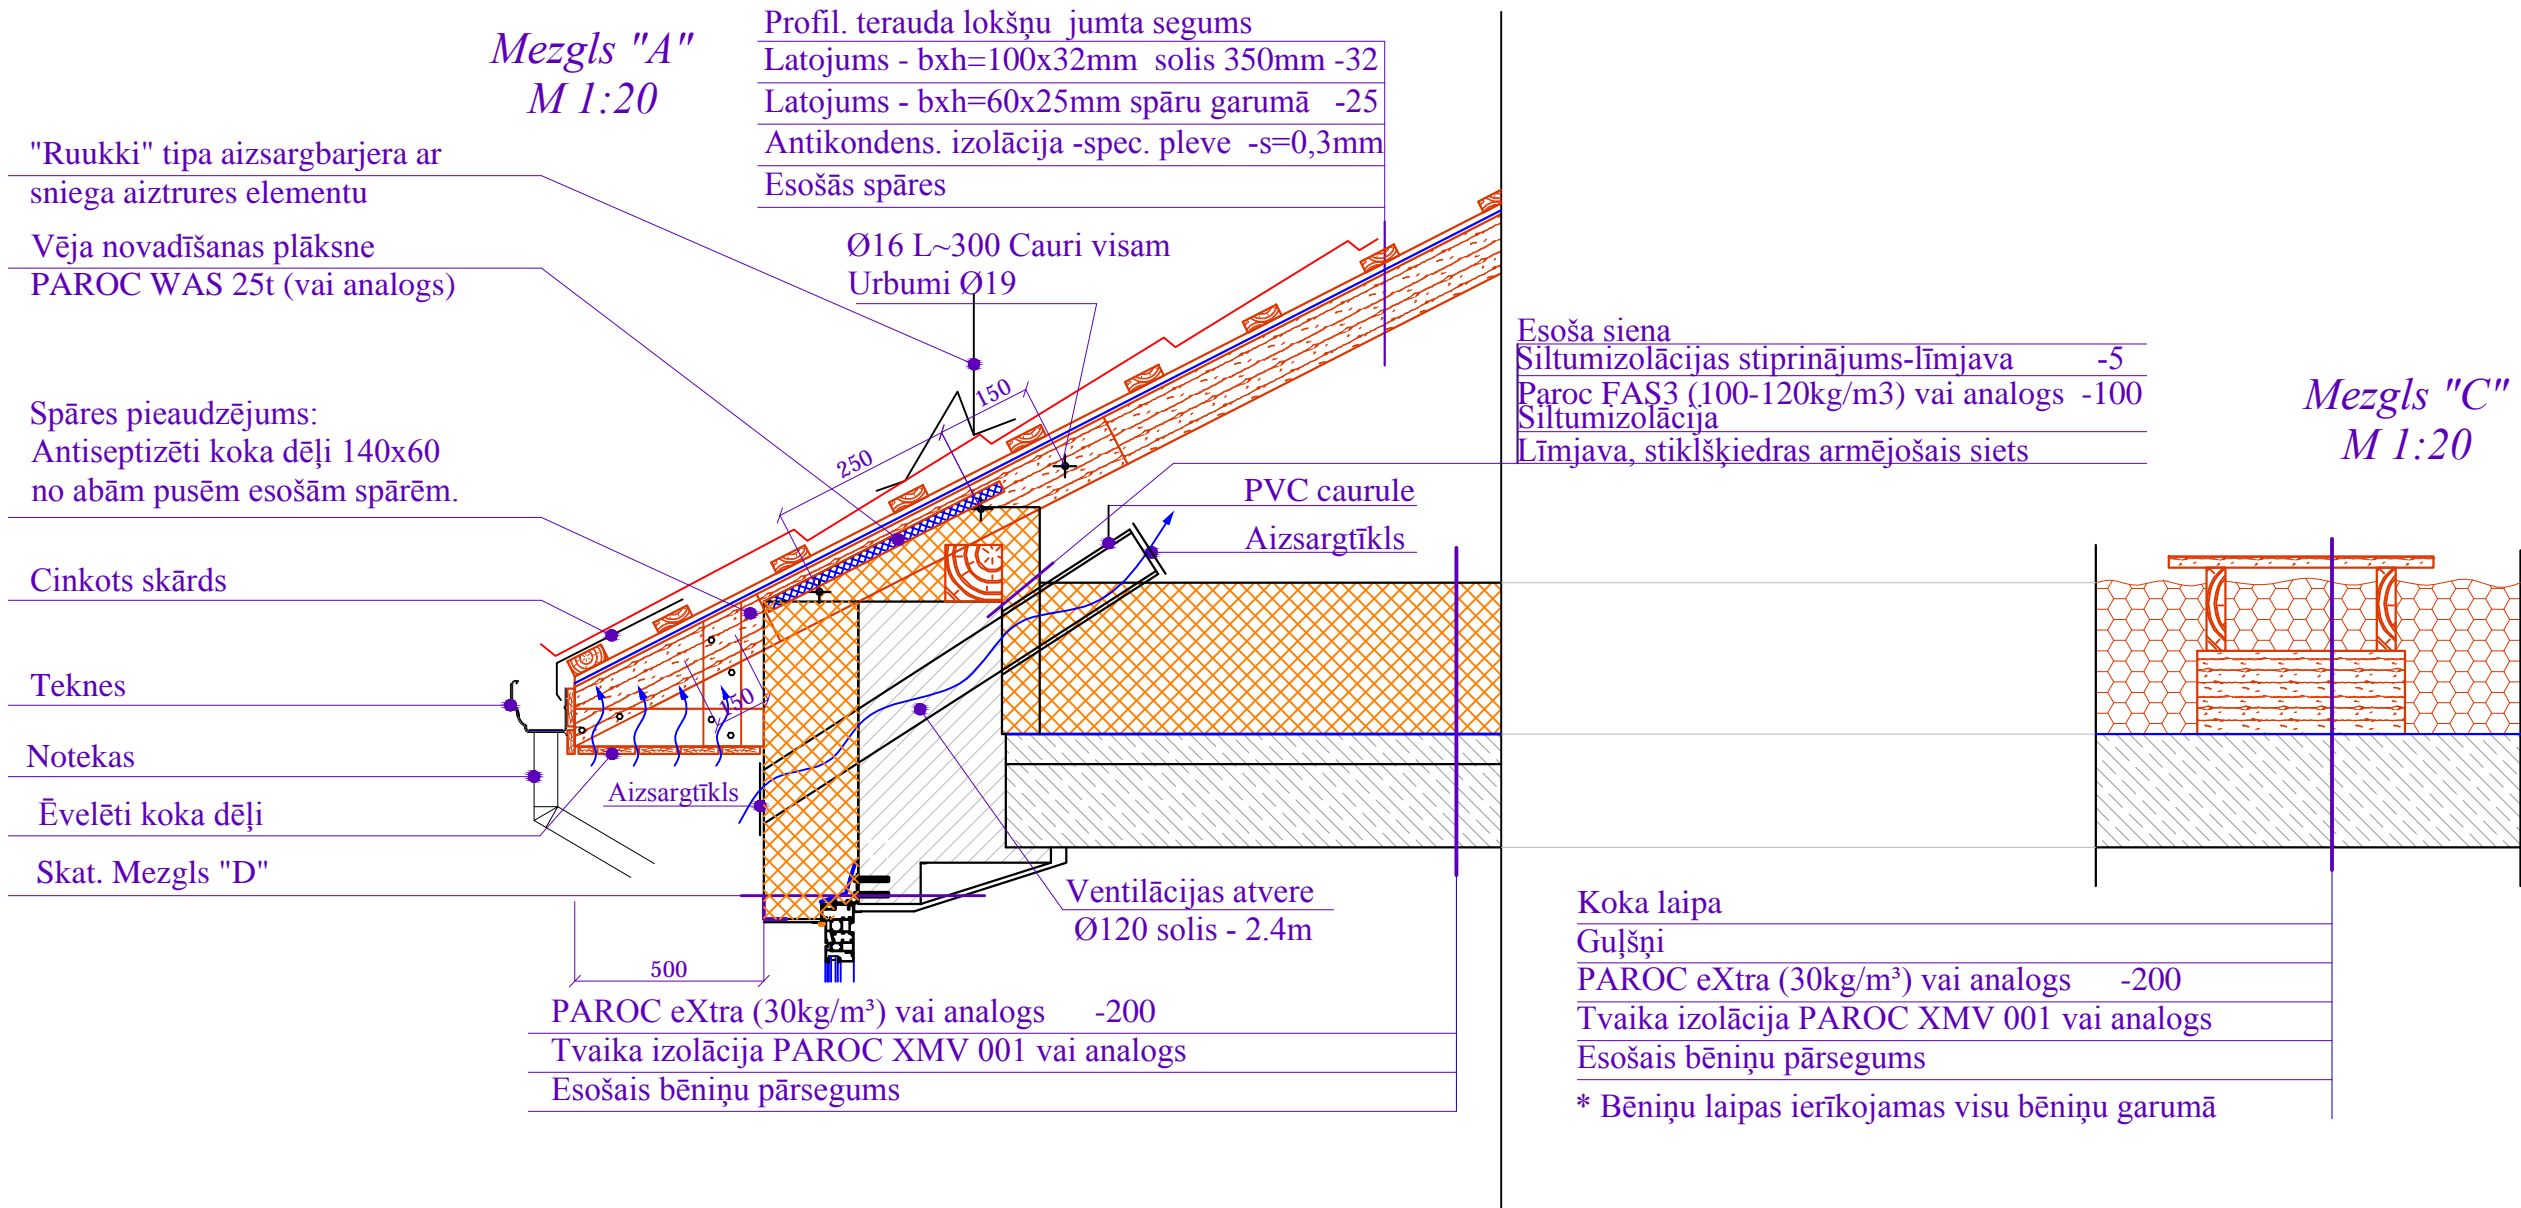 Mezgls "A"
M 1:20
Profil. terauda lokšņu jumta segums
Latojums - bxh=100x32mm solis 350mm -32
Latojums - bxh=60x25mm spāru garumā -25
Antikondens. izolācija -spec. pleve -s=0,3mm
Esošās spāres
"Ruukki" tipa aizsargbarjera ar
sniega aiztrures elementu
Vēja novadīšanas plāksne
PAROC WAS 25t (vai analogs)
Ø16 L~300 Cauri visam
Urbumi Ø19
Spāres pieaudzējums:
Antiseptizēti koka dēļi 140x60
no abām pusēm esošām spārēm.
Cinkots skārds
Teknes
Notekas
Ēvelēti koka dēļi
Skat. Mezgls "D"
150
250
150
500
PVC caurule
Aizsargtīkls
Aizsargtīkls
Ventilācijas atvere
Ø120 solis - 2.4m
PAROC eXtra (30kg/m³) vai analogs -200
Tvaika izolācija PAROC XMV 001 vai analogs
Esošais bēniņu pārsegums
Esoša siena
Siltumizolācijas stiprinājums-līmjava -5
Paroc FAS3 (100-120kg/m3) vai analogs -100
Siltumizolācija
Līmjava, stiklšķiedras armējošais siets
Mezgls "C"
M 1:20
Koka laipa
Guļšņi
PAROC eXtra (30kg/m³) vai analogs -200
Tvaika izolācija PAROC XMV 001 vai analogs
Esošais bēniņu pārsegums
* Bēniņu laipas ierīkojamas visu bēniņu garumā